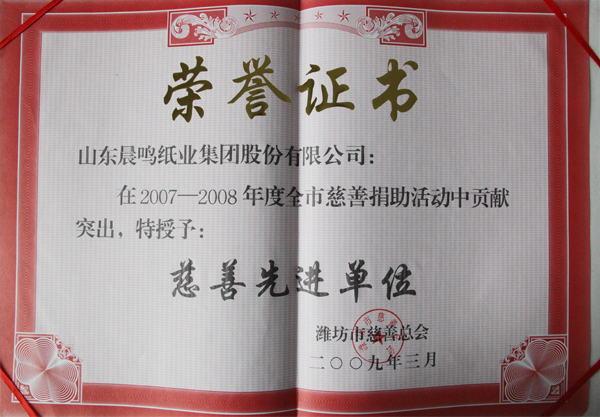 荣誉证书
山东晨鸣纸业集团股份有限公司：
在2007—2008年度全市慈善捐助活动中贡献
突出，特授予：
慈善先进单位
潍坊市慈善总会
二〇〇九年三月